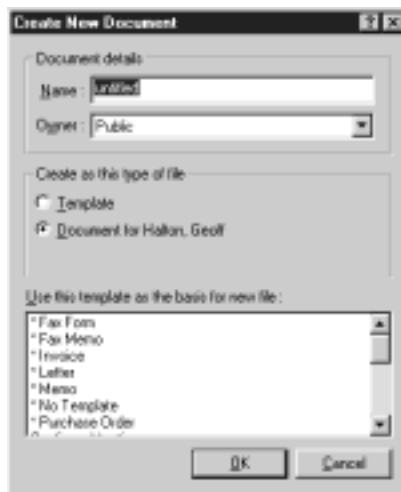 Create New Document
Document details
Name :
untitled
Owner :
Public
Create as this type of file
Template
Document for Halton, Geoff
Use this template as the basis for new file :
* Fax Form
* Fax Memo
* Invoice
* Letter
* Memo
* No Template
* Purchase Order
OK
Cancel